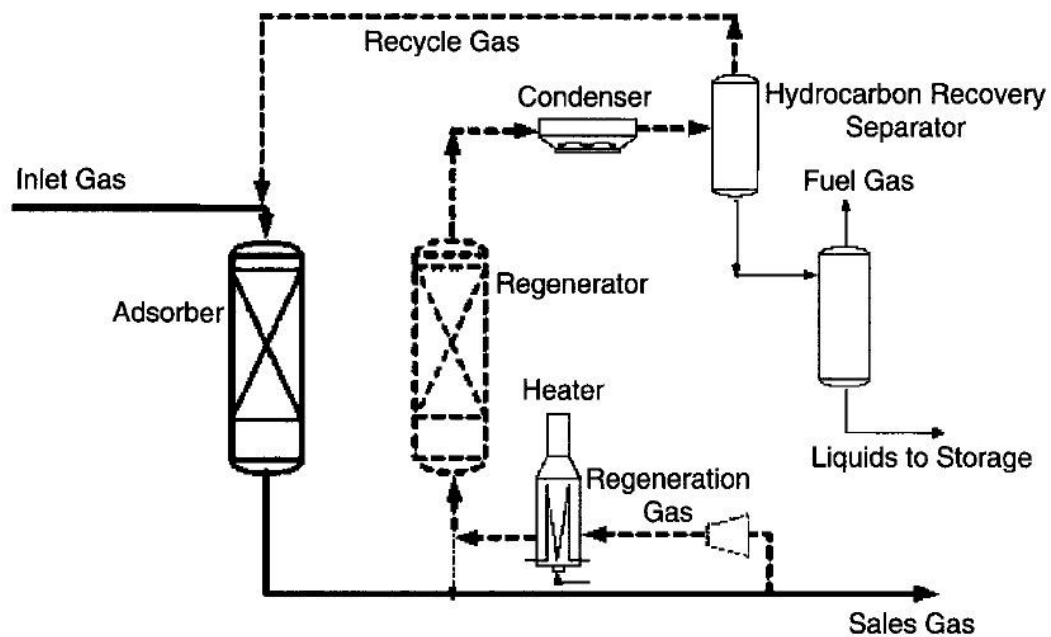 Recycle Gas
Condenser
Hydrocarbon Recovery
Separator
Inlet Gas
Fuel Gas
Adsorber
Regenerator
Heater
Regeneration
Gas
Liquids to Storage
Sales Gas